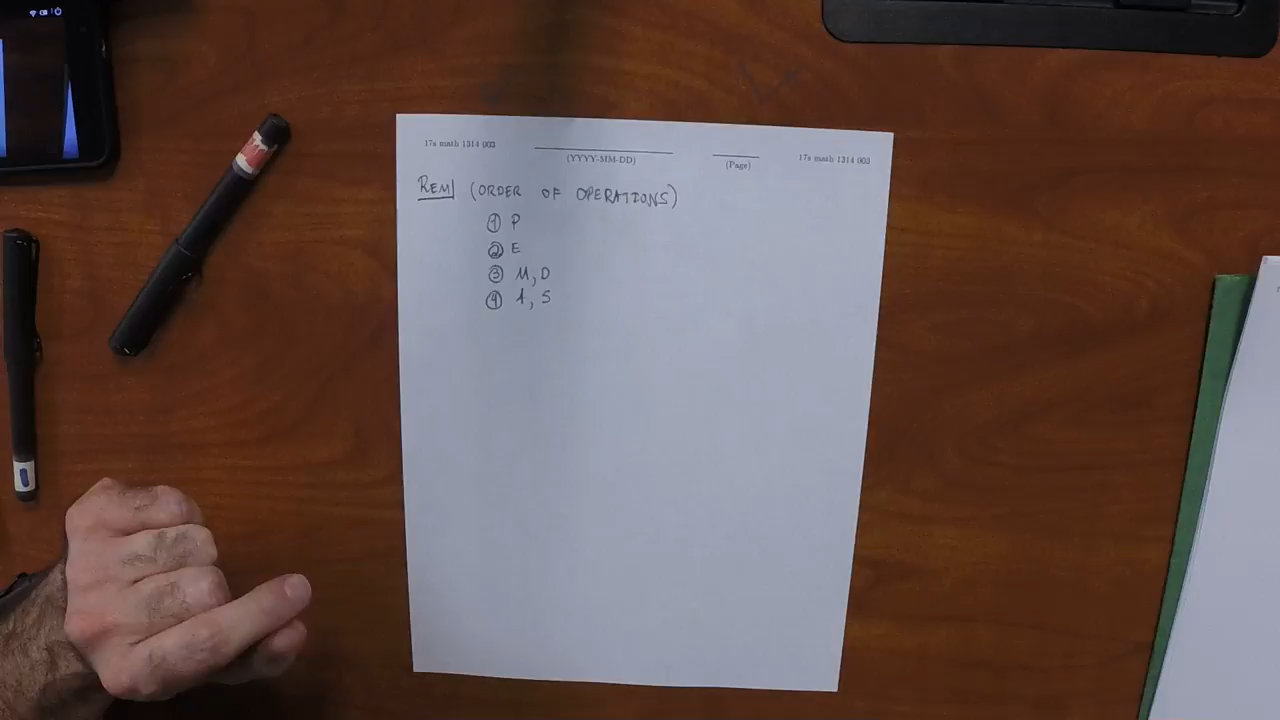 17s math 1314 003 (YYYY-MM-DD) (Page) 17s math 1314 003
REM (ORDER OF OPERATIONS)
① P
② E
③ M, D
④ A, S